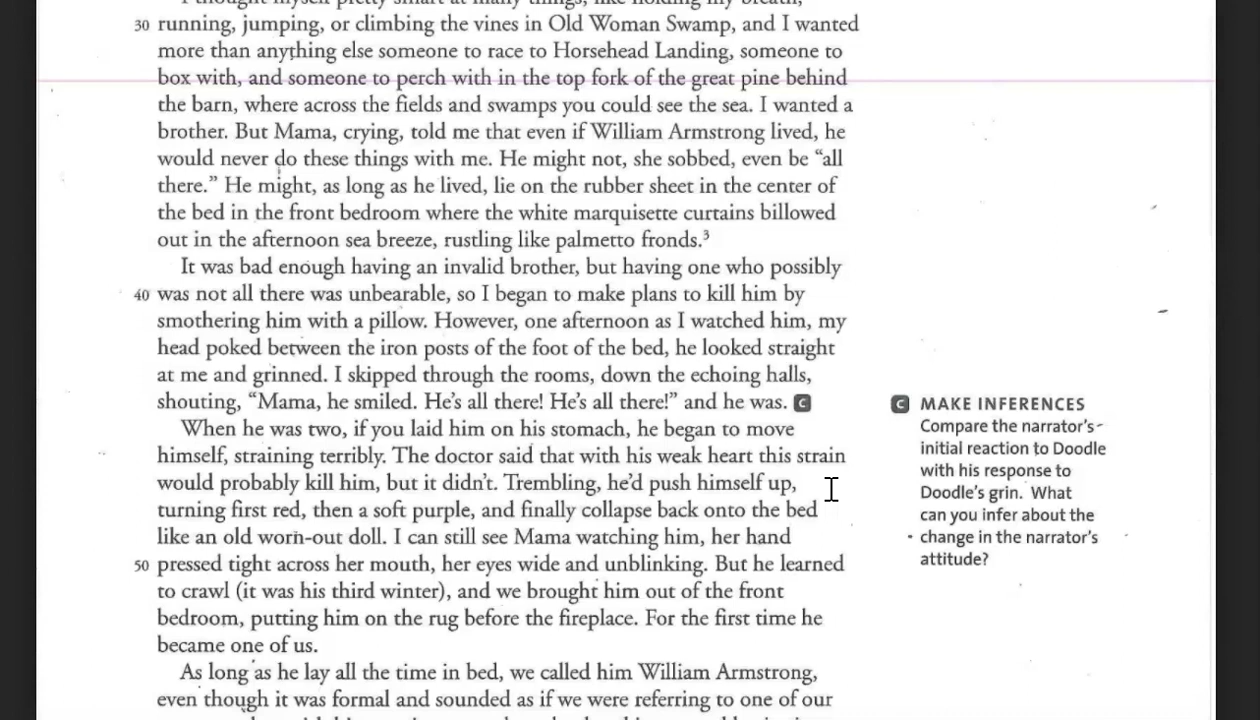 I thought myself pretty smart at many things, like holding my breath,
30 running, jumping, or climbing the vines in Old Woman Swamp, and I wanted
more than anything else someone to race to Horsehead Landing, someone to
box with, and someone to perch with in the top fork of the great pine behind
the barn, where across the fields and swamps you could see the sea. I wanted a
brother. But Mama, crying, told me that even if William Armstrong lived, he
would never do these things with me. He might not, she sobbed, even be “all
there.” He might, as long as he lived, lie on the rubber sheet in the center of
the bed in the front bedroom where the white marquisette curtains billowed
out in the afternoon sea breeze, rustling like palmetto fronds.³
It was bad enough having an invalid brother, but having one who possibly
40 was not all there was unbearable, so I began to make plans to kill him by
smothering him with a pillow. However, one afternoon as I watched him, my
head poked between the iron posts of the foot of the bed, he looked straight
at me and grinned. I skipped through the rooms, down the echoing halls,
shouting, “Mama, he smiled. He’s all there! He’s all there!” and he was. C
When he was two, if you laid him on his stomach, he began to move
himself, straining terribly. The doctor said that with his weak heart this strain
would probably kill him, but it didn’t. Trembling, he’d push himself up,
turning first red, then a soft purple, and finally collapse back onto the bed
like an old worn-out doll. I can still see Mama watching him, her hand
50 pressed tight across her mouth, her eyes wide and unblinking. But he learned
to crawl (it was his third winter), and we brought him out of the front
bedroom, putting him on the rug before the fireplace. For the first time he
became one of us.
As long as he lay all the time in bed, we called him William Armstrong,
even though it was formal and sounded as if we were referring to one of our
C MAKE INFERENCES
Compare the narrator’s
initial reaction to Doodle
with his response to
Doodle’s grin. What
can you infer about the
change in the narrator’s
attitude?